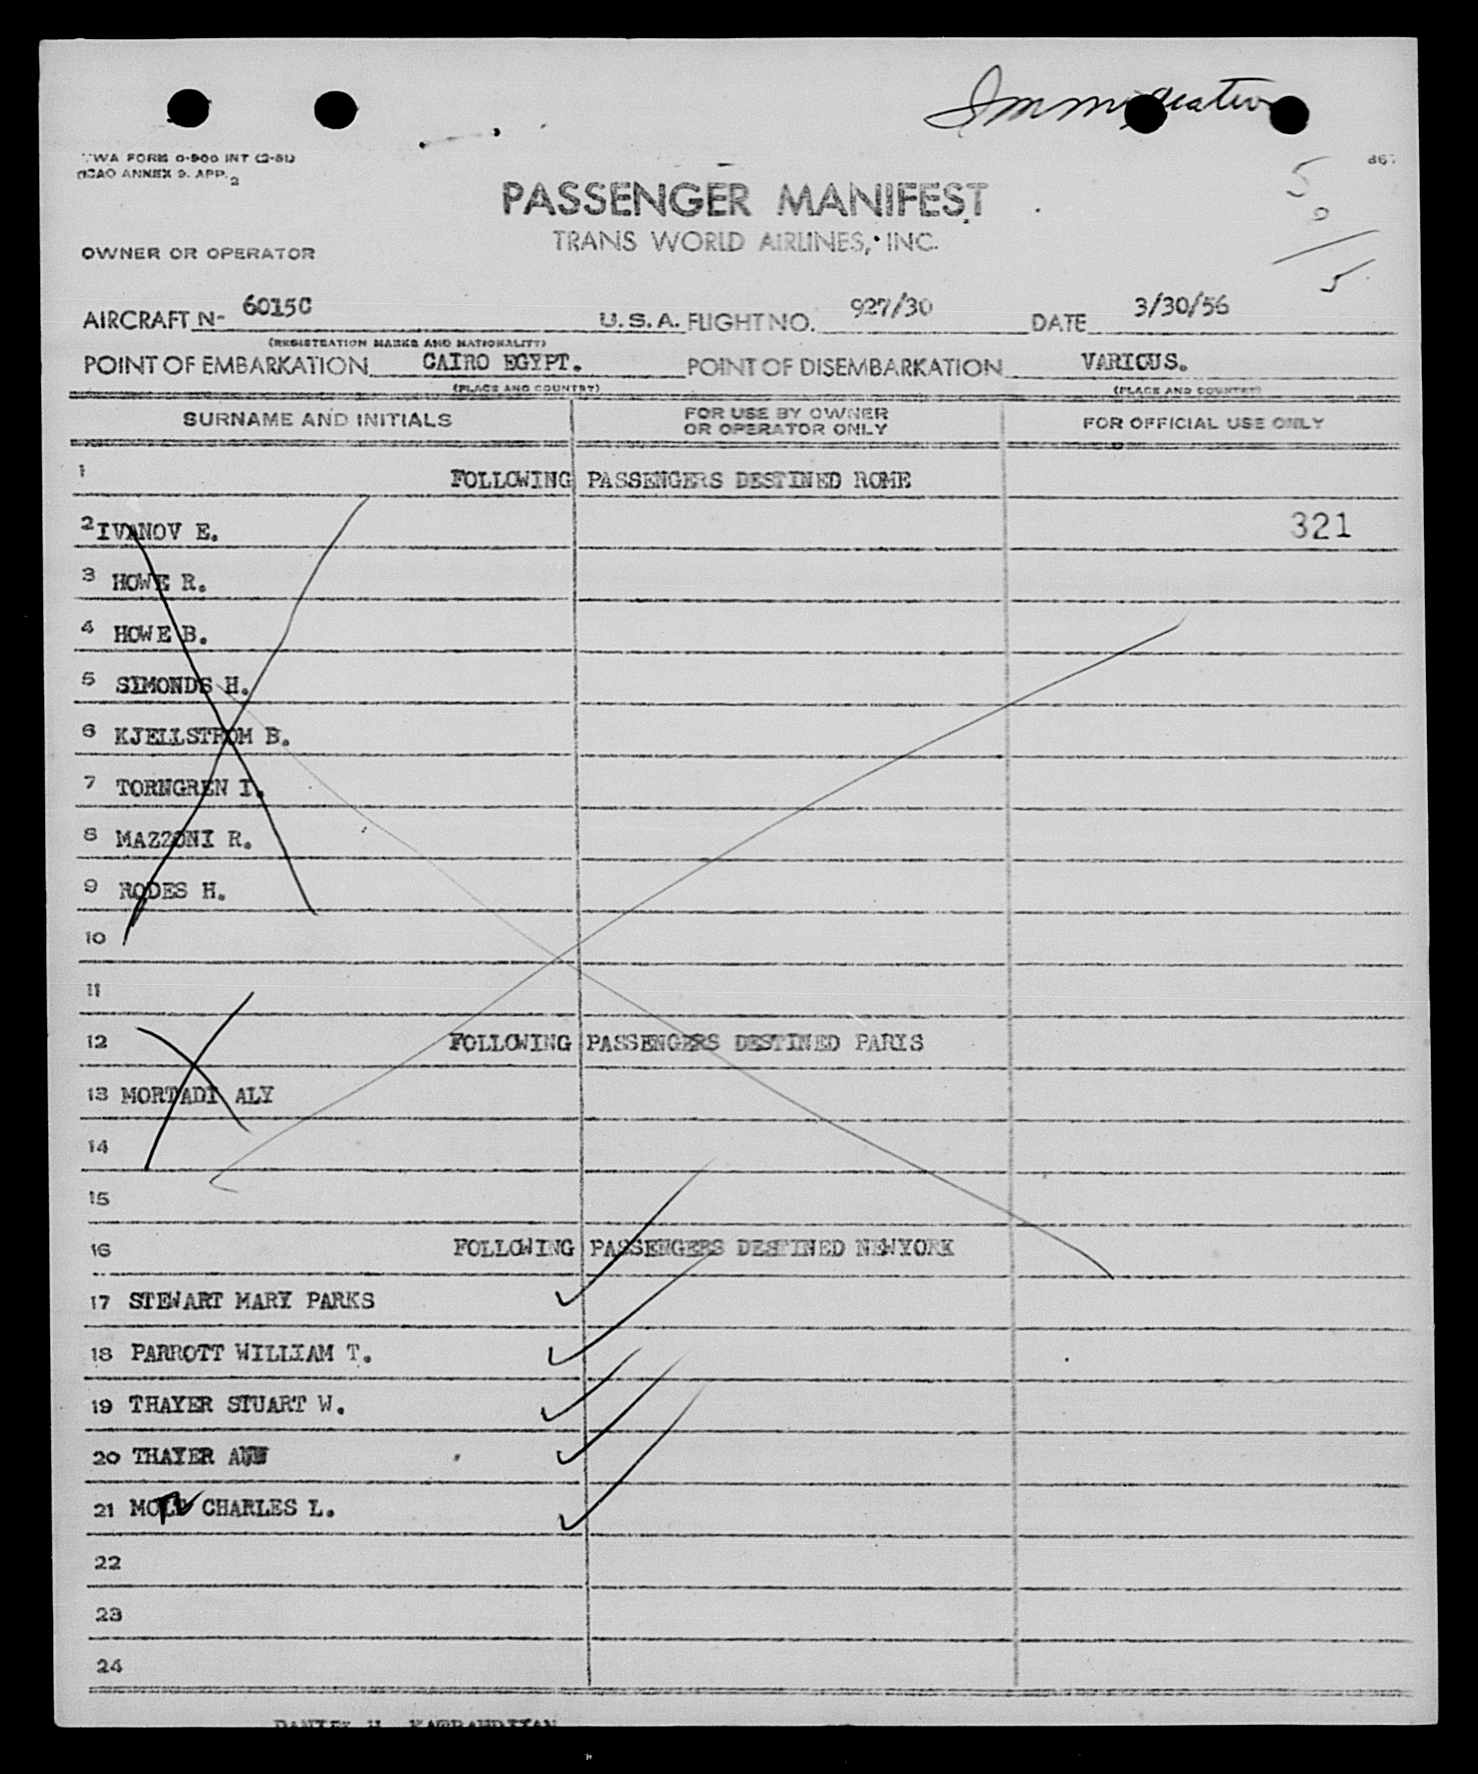 Immigration
TWA FORM 0-900 INT (2-51)
ICAO ANNEX 9. APP. 2
867
5
0
5
PASSENGER MANIFEST
TRANS WORLD AIRLINES, INC.
OWNER OR OPERATOR
AIRCRAFT N- 6015C U.S.A. FLIGHT NO. 927/30 DATE 3/30/56
(REGISTRATION MARKS AND NATIONALITY)
POINT OF EMBARKATION CAIRO EGYPT. POINT OF DISEMBARKATION VARIOUS.
(PLACE AND COUNTRY) (PLACE AND COUNTRY)
SURNAME AND INITIALS FOR USE BY OWNER OR OPERATOR ONLY FOR OFFICIAL USE ONLY
1 FOLLOWING PASSENGERS DESTINED ROME
2 IVANOV E. 321
3 HOWE R.
4 HOWE B.
5 SIMONDS H.
6 KJELLSTROM B.
7 TORNGREN I.
8 MAZZONI R.
9 RODES H.
10
11
12 FOLLOWING PASSENGERS DESTINED PARIS
13 MORTADI ALY
14
15
16 FOLLOWING PASSENGERS DESTINED NEWYORK
17 STEWART MARY PARKS
18 PARROTT WILLIAM T.
19 THAYER STUART W.
20 THAYER ANN
21 CHARLES L.
22
23
24